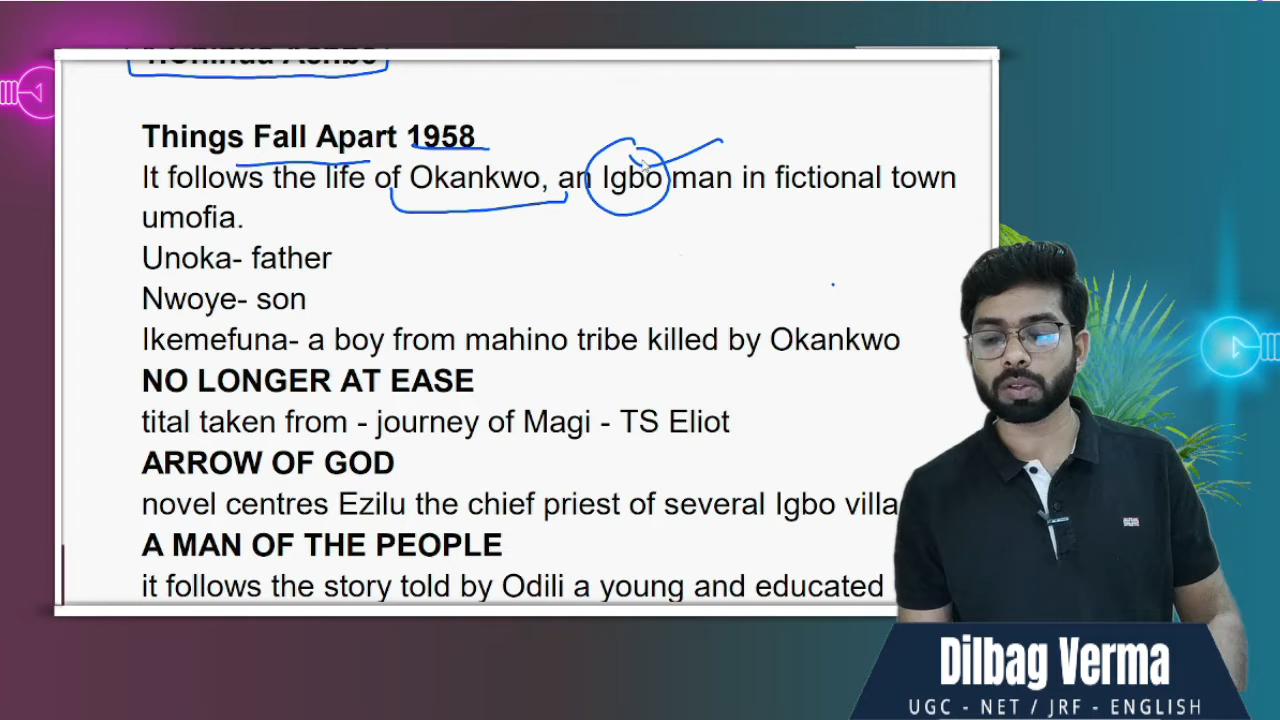 Things Fall Apart 1958
It follows the life of Okankwo, an Igbo man in fictional town
umofia.
Unoka- father
Nwoye- son
Ikemefuna- a boy from mahino tribe killed by Okankwo
NO LONGER AT EASE
tital taken from - journey of Magi - TS Eliot
ARROW OF GOD
novel centres Ezilu the chief priest of several Igbo
A MAN OF THE PEOPLE
it follows the story told by Odili a young and educated
Dilbag Verma
UGC - NET / JRF - ENGLISH